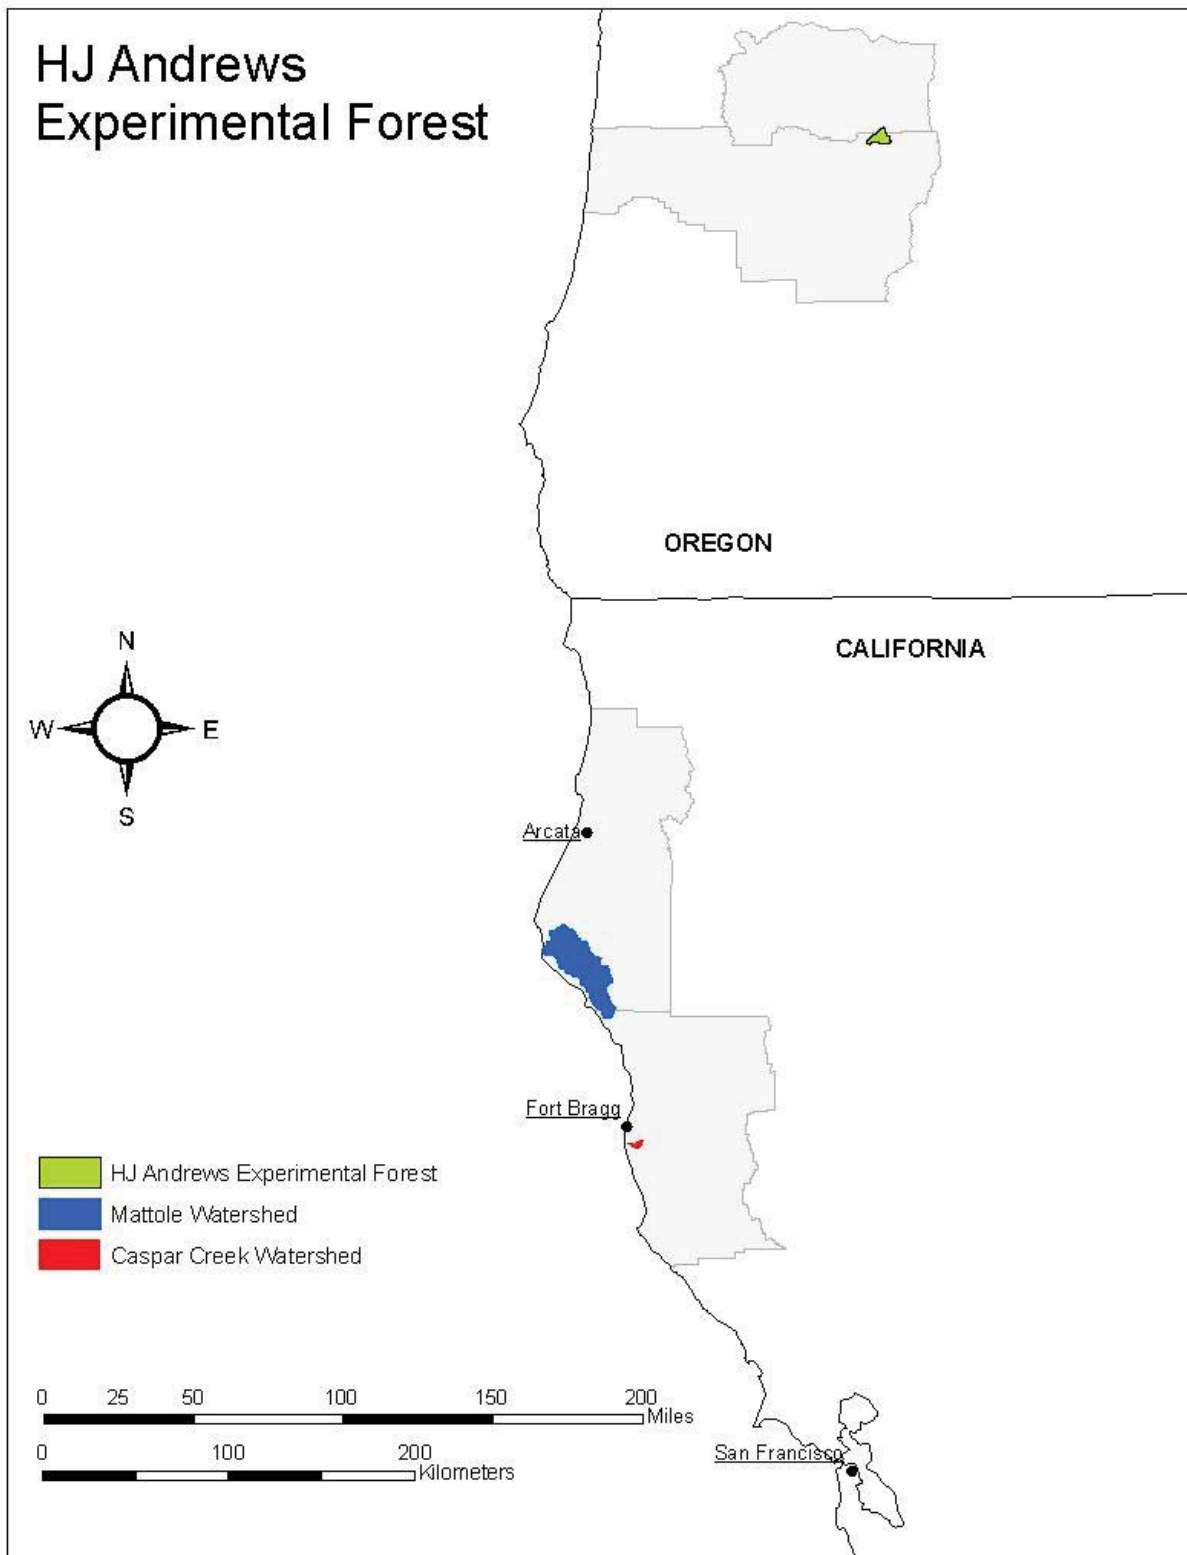 HJ Andrews
Experimental Forest
OREGON
CALIFORNIA
N
W E
S
Arcata
Fort Bragg
HJ Andrews Experimental Forest
Mattole Watershed
Caspar Creek Watershed
0 25 50 100 150 200
Miles
0 100 200
Kilometers
San Francisco